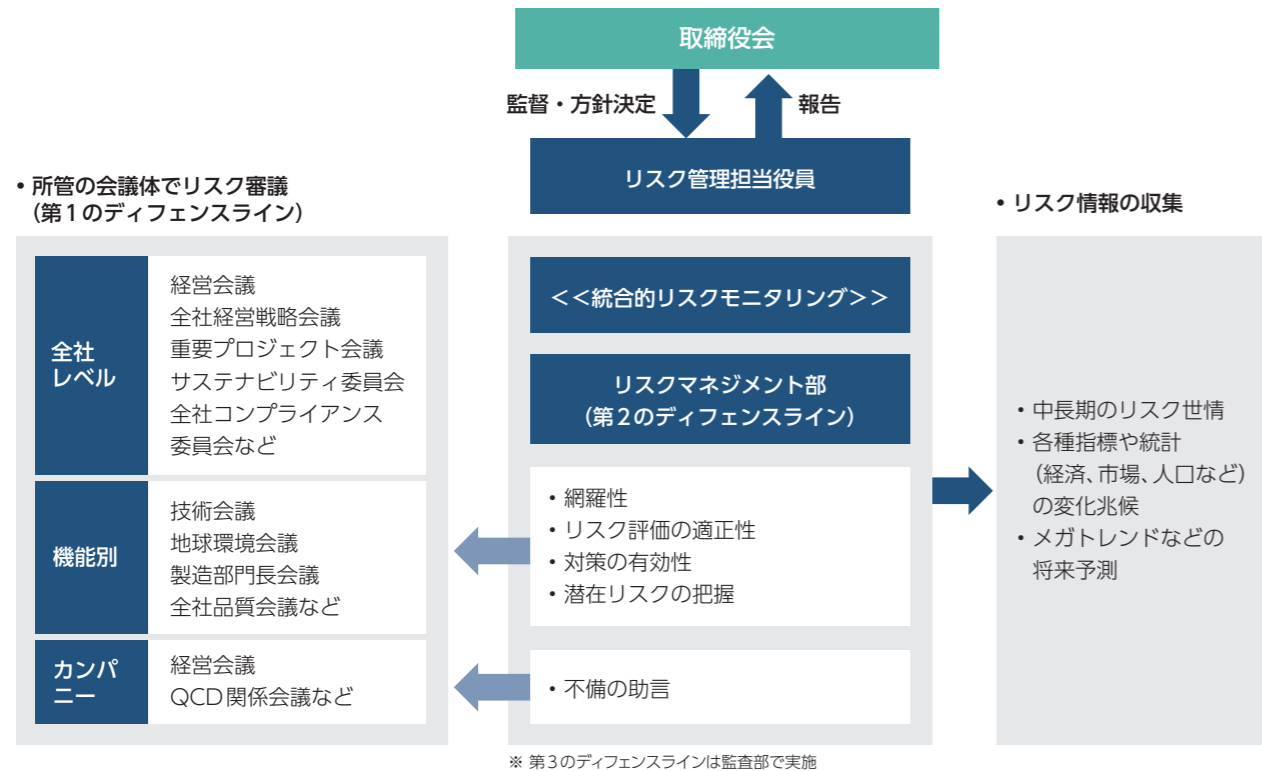 取締役会
監督・方針決定
報告
リスク管理担当役員
• 所管の会議体でリスク審議
（第1のディフェンスライン）
全社
レベル
経営会議
全社経営戦略会議
重要プロジェクト会議
サステナビリティ委員会
全社コンプライアンス
委員会など
機能別
技術会議
地球環境会議
製造部門長会議
全社品質会議など
カンパ
ニー
経営会議
QCD関係会議など
＜＜統合的リスクモニタリング＞＞
リスクマネジメント部
（第2のディフェンスライン）
• 網羅性
• リスク評価の適正性
• 対策の有効性
• 潜在リスクの把握
• 不備の助言
※ 第3のディフェンスラインは監査部で実施
• リスク情報の収集
• 中長期のリスク世情
• 各種指標や統計
（経済、市場、人口など）
の変化兆候
• メガトレンドなどの
将来予測